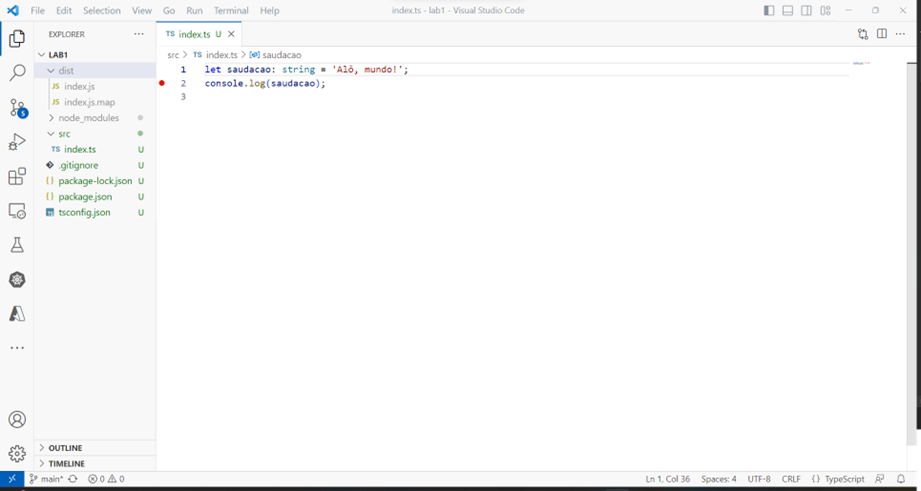 File Edit Selection View Go Run Terminal Help
index.ts - lab1 - Visual Studio Code
EXPLORER
LAB1
dist
JS index.js
JS index.js.map
node_modules
src
TS index.ts U
.gitignore U
{ } package-lock.json U
{ } package.json U
tsconfig.json U
OUTLINE
TIMELINE
5
TS index.ts U
src > TS index.ts > saudacao
1 let saudacao: string = 'Alô, mundo!';
2 console.log(saudacao);
3
main* 0 0
Ln 1, Col 36 Spaces: 4 UTF-8 CRLF { } TypeScript